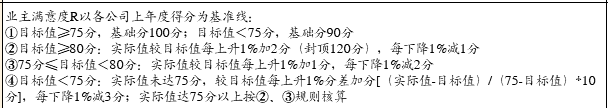 业主满意度R以各公司上年度得分为基准线：
①目标值≥75分，基础分100分；目标值<75分，基础分90分
②目标值≥80分：实际值较目标值每上升1%加2分（封顶120分），每下降1%减1分
③75分≤目标值<80分：实际值较目标值每上升1%加1分，每下降1%减2分
④目标值<75分：实际值未达75分，较目标值每上升1%分差加分[（实际值-目标值）/（75-目标值）*10
分]，每下降1%减3分；实际值达75分以上按②、③规则核算